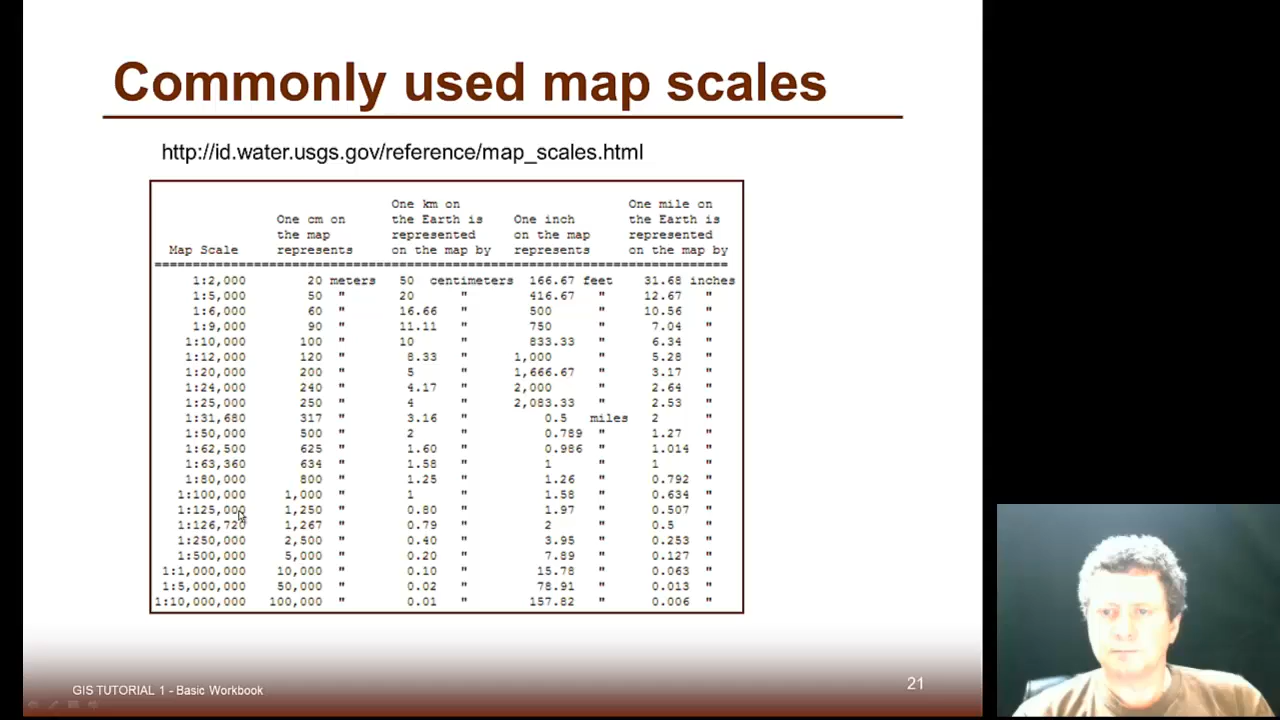 Commonly used map scales
http://id.water.usgs.gov/reference/map_scales.html
One km on One mile on
One cm on the Earth is One inch the Earth is
the map represented on the map represented
Map Scale represents on the map by represents on the map by
==========================================================================
1:2,000 20 meters 50 centimeters 166.67 feet 31.68 inches
1:5,000 50 " 20 " 416.67 " 12.67 "
1:6,000 60 " 16.66 " 500 " 10.56 "
1:9,000 90 " 11.11 " 750 " 7.04 "
1:10,000 100 " 10 " 833.33 " 6.34 "
1:12,000 120 " 8.33 " 1,000 " 5.28 "
1:20,000 200 " 5 " 1,666.67 " 3.17 "
1:24,000 240 " 4.17 " 2,000 " 2.64 "
1:25,000 250 " 4 " 2,083.33 " 2.53 "
1:31,680 317 " 3.16 " 0.5 miles 2 "
1:50,000 500 " 2 " 0.789 " 1.27 "
1:62,500 625 " 1.60 " 0.986 " 1.014 "
1:63,360 634 " 1.58 " 1 " 1 "
1:80,000 800 " 1.25 " 1.26 " 0.792 "
1:100,000 1,000 " 1 " 1.58 " 0.634 "
1:125,000 1,250 " 0.80 " 1.97 " 0.507 "
1:126,720 1,267 " 0.79 " 2 " 0.5 "
1:250,000 2,500 " 0.40 " 3.95 " 0.253 "
1:500,000 5,000 " 0.20 " 7.89 " 0.127 "
1:1,000,000 10,000 " 0.10 " 15.78 " 0.063 "
1:5,000,000 50,000 " 0.02 " 78.91 " 0.013 "
1:10,000,000 100,000 " 0.01 " 157.82 " 0.006 "
GIS TUTORIAL 1 - Basic Workbook
21